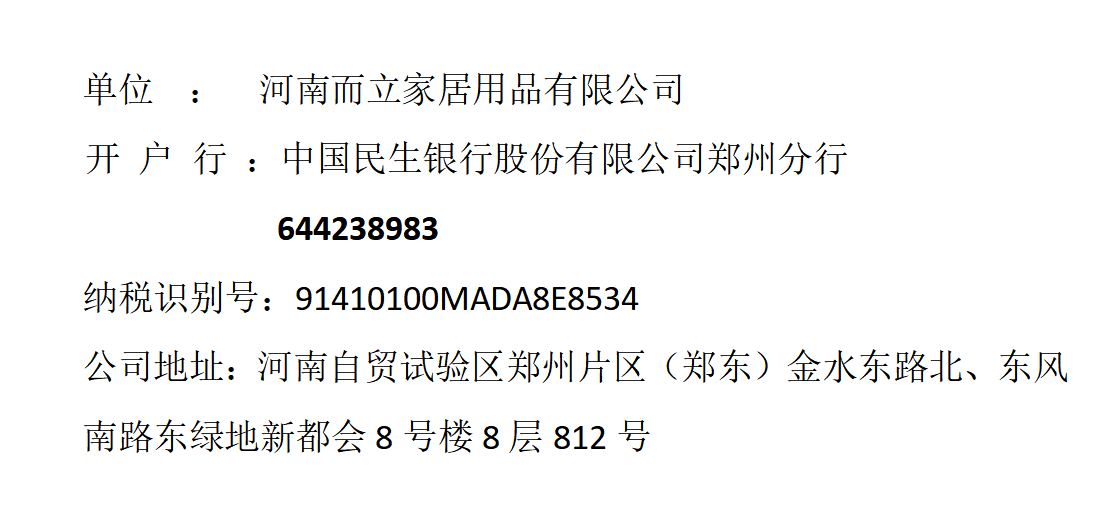 单位 ： 河南而立家居用品有限公司
开 户 行 ：中国民生银行股份有限公司郑州分行
644238983
纳税识别号：91410100MADA8E8534
公司地址：河南自贸试验区郑州片区（郑东）金水东路北、东风
南路东绿地新都会 8 号楼 8 层 812 号